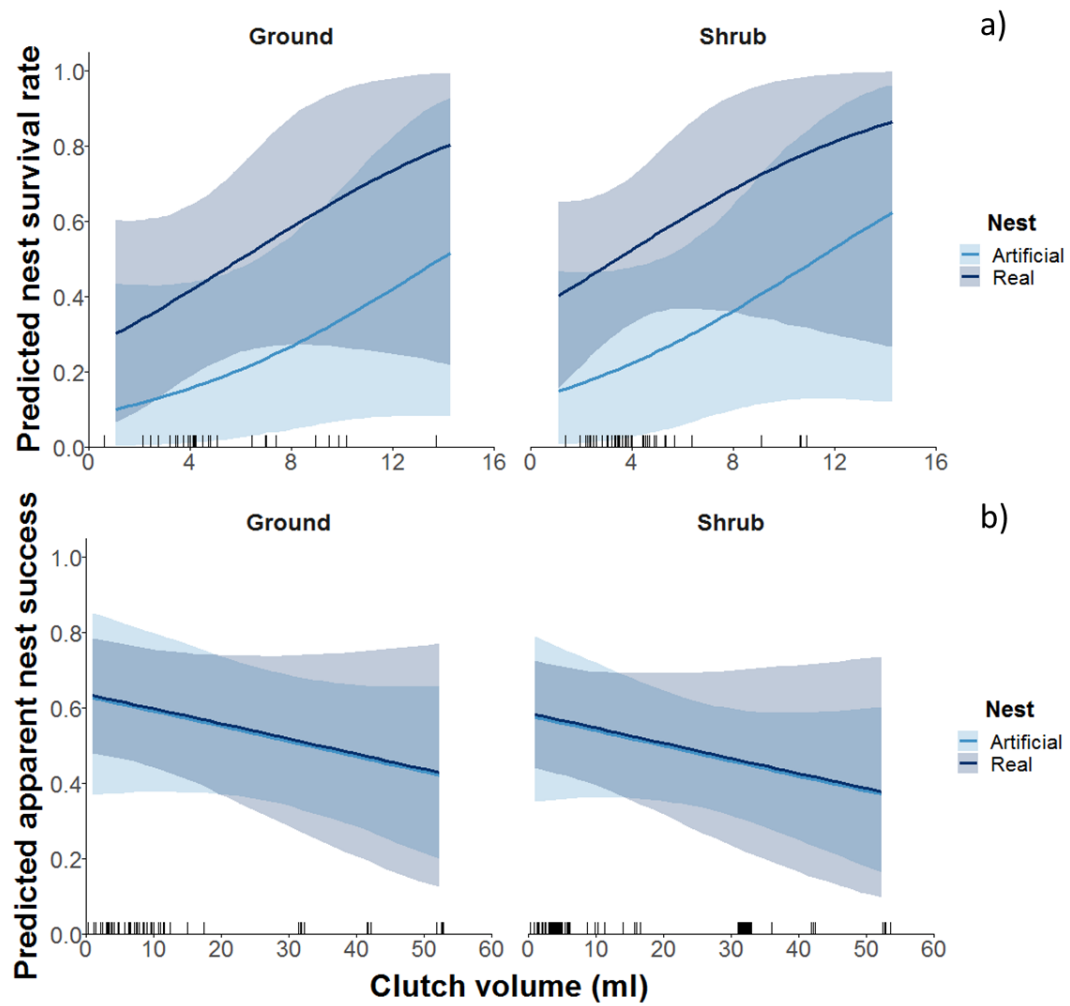 a)
Ground Shrub
Predicted nest survival rate
1.0
0.8
0.6
0.4
0.2
0.0
0 4 8 12 16 0 4 8 12 16
Nest
Artificial
Real
b)
Ground Shrub
Predicted apparent nest success
1.0
0.8
0.6
0.4
0.2
0.0
0 10 20 30 40 50 60 0 10 20 30 40 50 60
Nest
Artificial
Real
Clutch volume (ml)